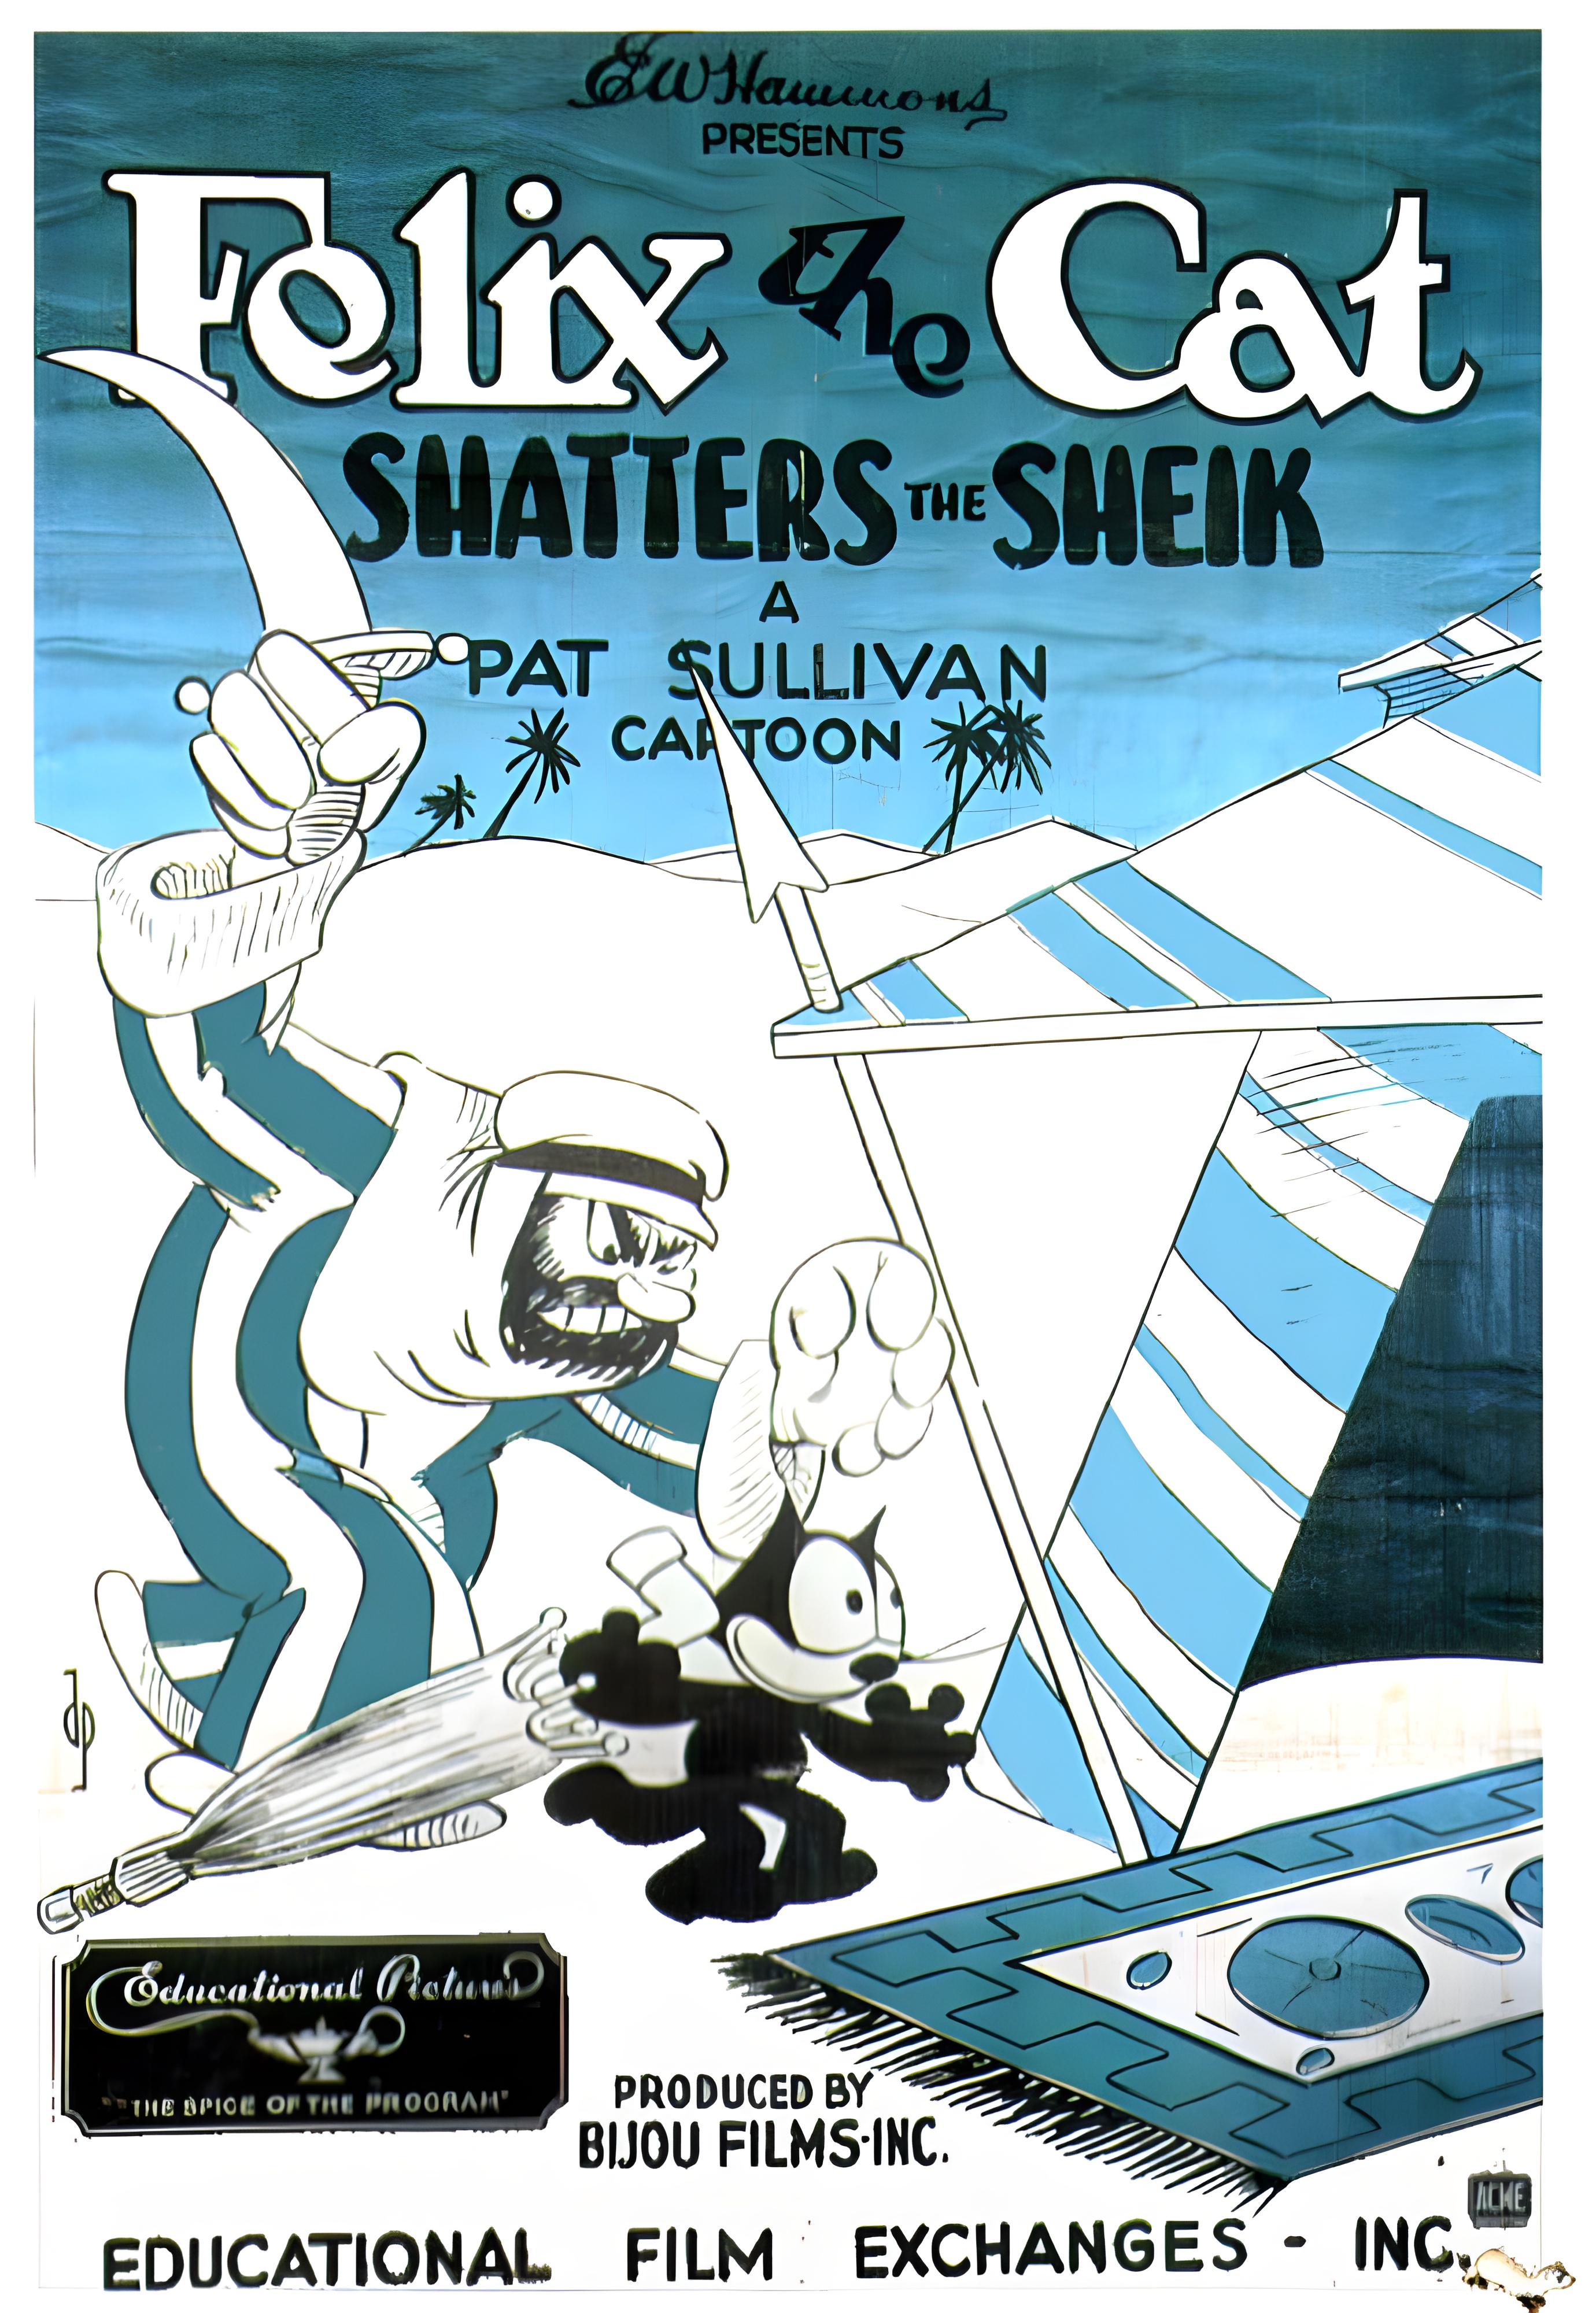 E.W. Hammons
PRESENTS
Felix the Cat
SHATTERS THE SHEIK
A
PAT SULLIVAN
CARTOON
Educational Pictures
"THE SPICE OF THE PROGRAM"
PRODUCED BY
BIJOU FILMS-INC.
ACME
EDUCATIONAL FILM EXCHANGES - INC.